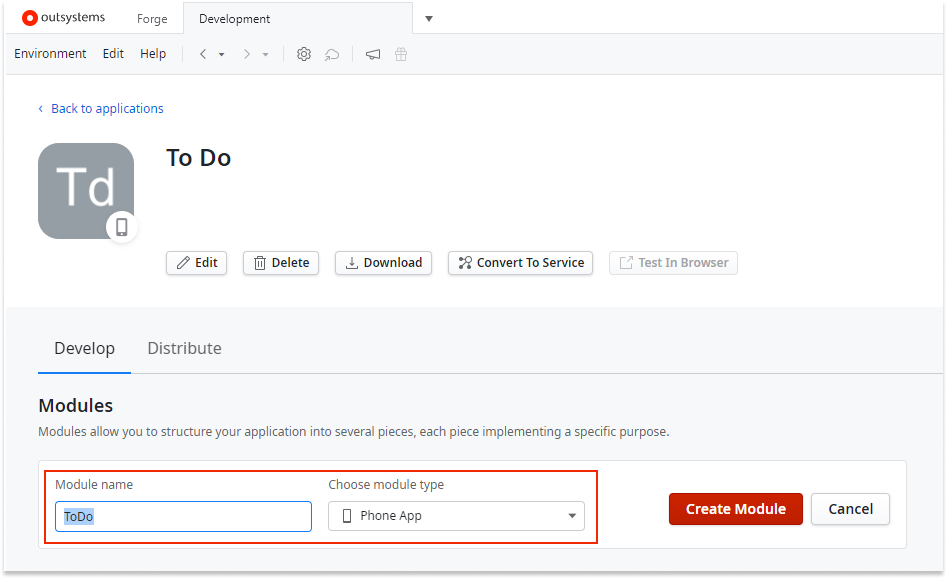 outsystems Forge Development
Environment Edit Help
Back to applications
Td
To Do
Edit Delete Download Convert To Service Test In Browser
Develop Distribute
Modules
Modules allow you to structure your application into several pieces, each piece implementing a specific purpose.
Module name Choose module type
ToDo Phone App Create Module Cancel